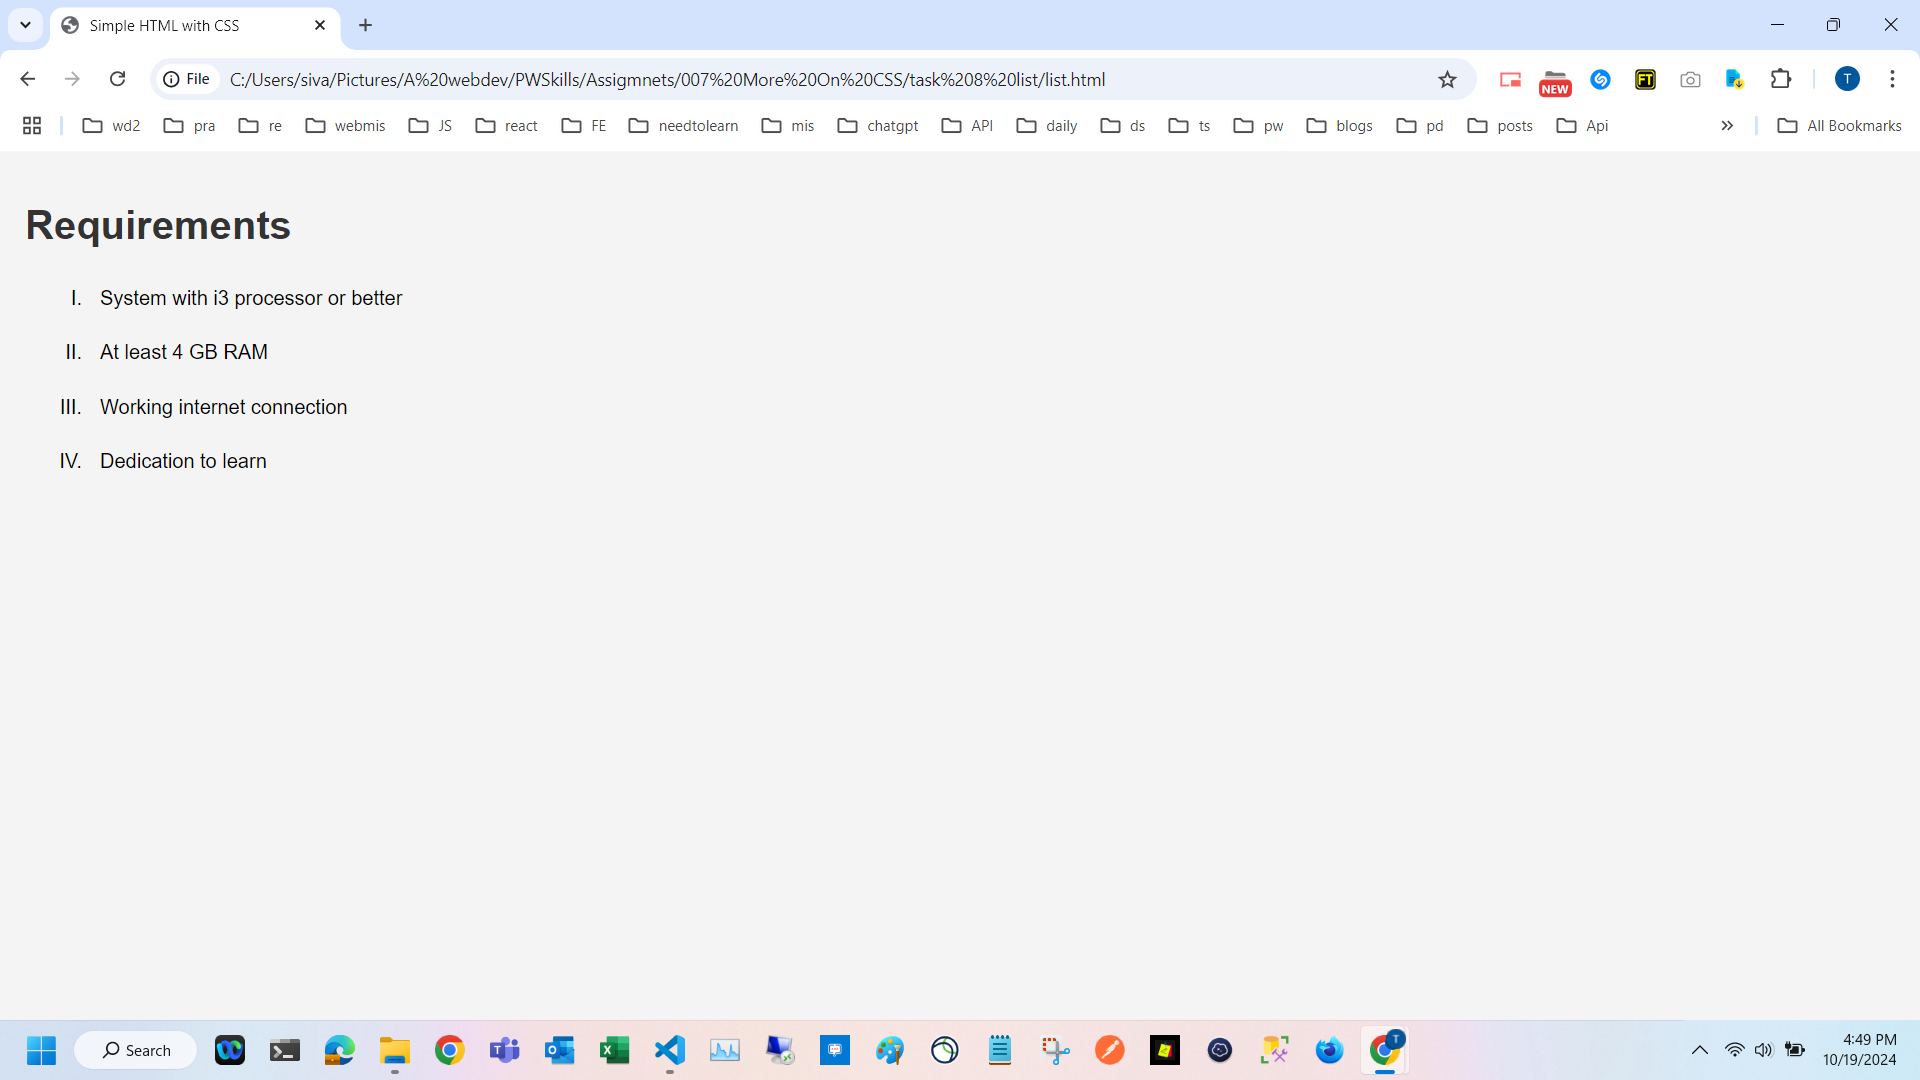 Simple HTML with CSS
File C:/Users/siva/Pictures/A%20webdev/PWSkills/Assigmnets/007%20More%20On%20CSS/task%208%20list/list.html
NEW
FT
T
wd2 pra re webmis JS react FE needtolearn mis chatgpt API daily ds ts pw blogs pd posts Api All Bookmarks
Requirements
I. System with i3 processor or better
II. At least 4 GB RAM
III. Working internet connection
IV. Dedication to learn
Search
T
4:49 PM
10/19/2024